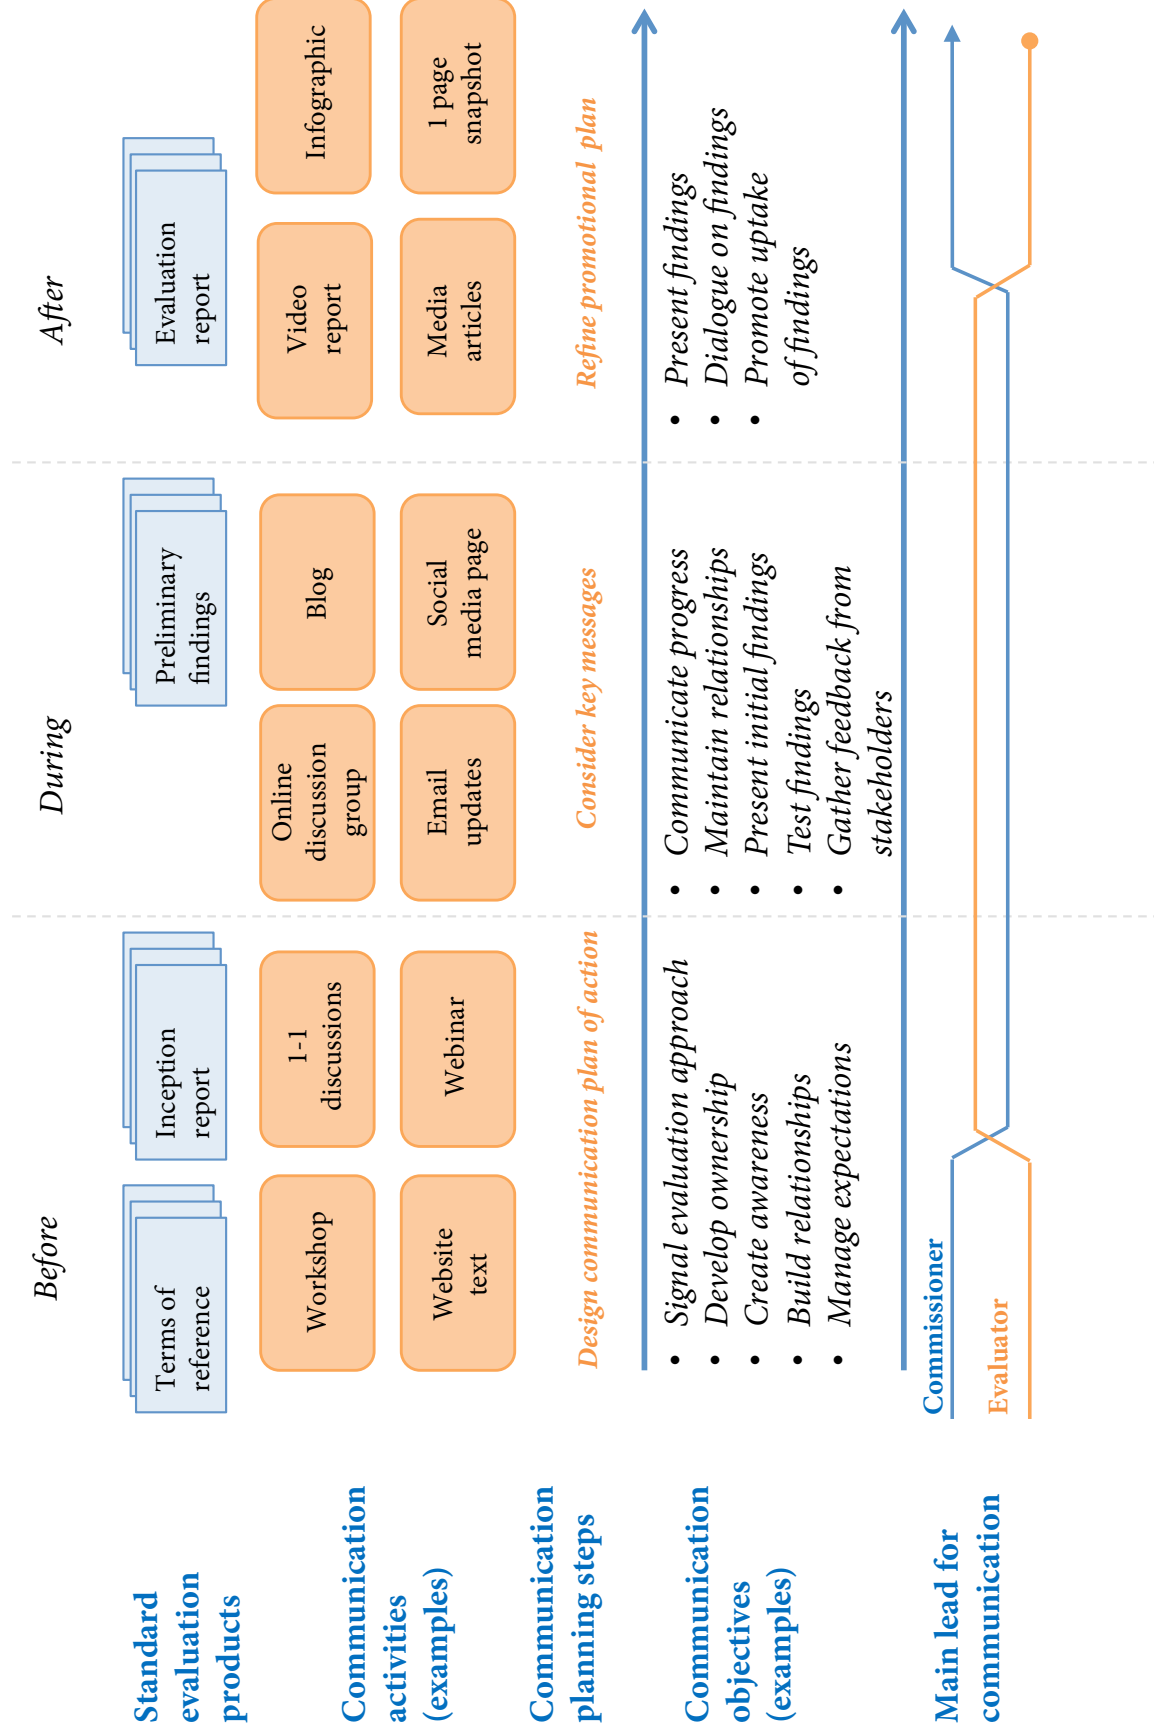 Before
During
After
Standard
evaluation
products
Terms of
reference
Inception
report
Preliminary
findings
Evaluation
report
Communication
activities
(examples)
Workshop
1-1
discussions
Online
discussion
group
Blog
Video
report
Infographic
Website
text
Webinar
Email
updates
Social
media page
Media
articles
1 page
snapshot
Communication
planning steps
Design communication plan of action
Consider key messages
Refine promotional plan
Communication
objectives
(examples)
• Signal evaluation approach
• Develop ownership
• Create awareness
• Build relationships
• Manage expectations
• Communicate progress
• Maintain relationships
• Present initial findings
• Test findings
• Gather feedback from
stakeholders
• Present findings
• Dialogue on findings
• Promote uptake
of findings
Main lead for
communication
Commissioner
Evaluator